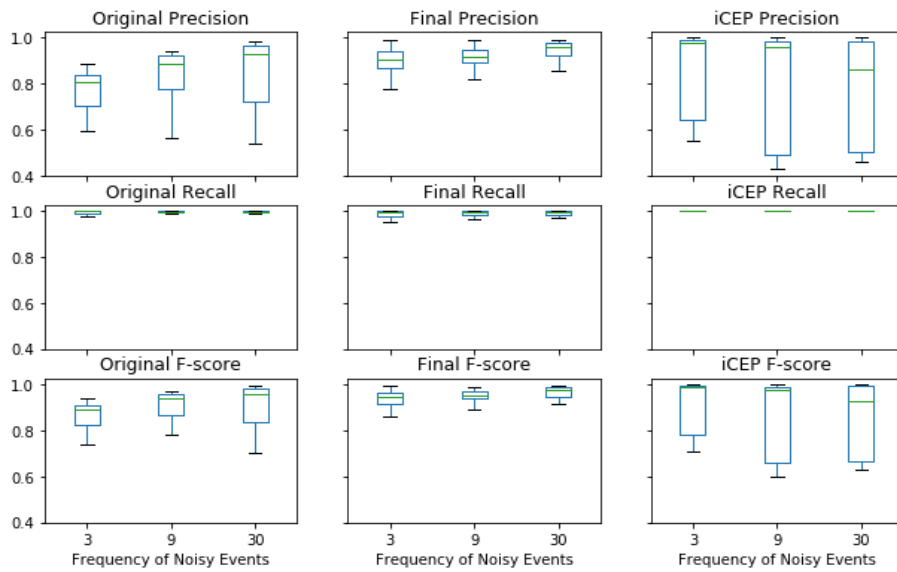 Original Precision
Final Precision
iCEP Precision
1.0
0.8
0.6
0.4
Original Recall
Final Recall
iCEP Recall
1.0
0.8
0.6
0.4
Original F-score
Final F-score
iCEP F-score
1.0
0.8
0.6
0.4
3 9 30
3 9 30
3 9 30
Frequency of Noisy Events
Frequency of Noisy Events
Frequency of Noisy Events